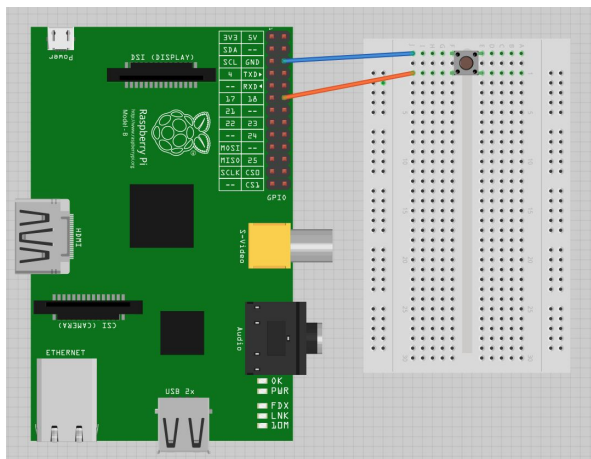 Power
DSI (DISPLAY)
3V3 5V
SDA --
SCL GND
4 TXD
-- RXD
17 18
21 --
22 23
-- 24
MOSI --
MISO 25
SCLK CS0
-- CS1
GPIO
Raspberry Pi
Model-B
HDMI
S-Video
CSI (CAMERA)
Audio
ETHERNET
USB 2x
OK
PWR
FDX
LNK
10M